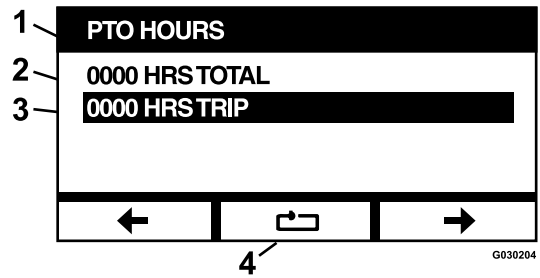 1 PTO HOURS
2 0000 HRS TOTAL
3 0000 HRS TRIP
4
G030204